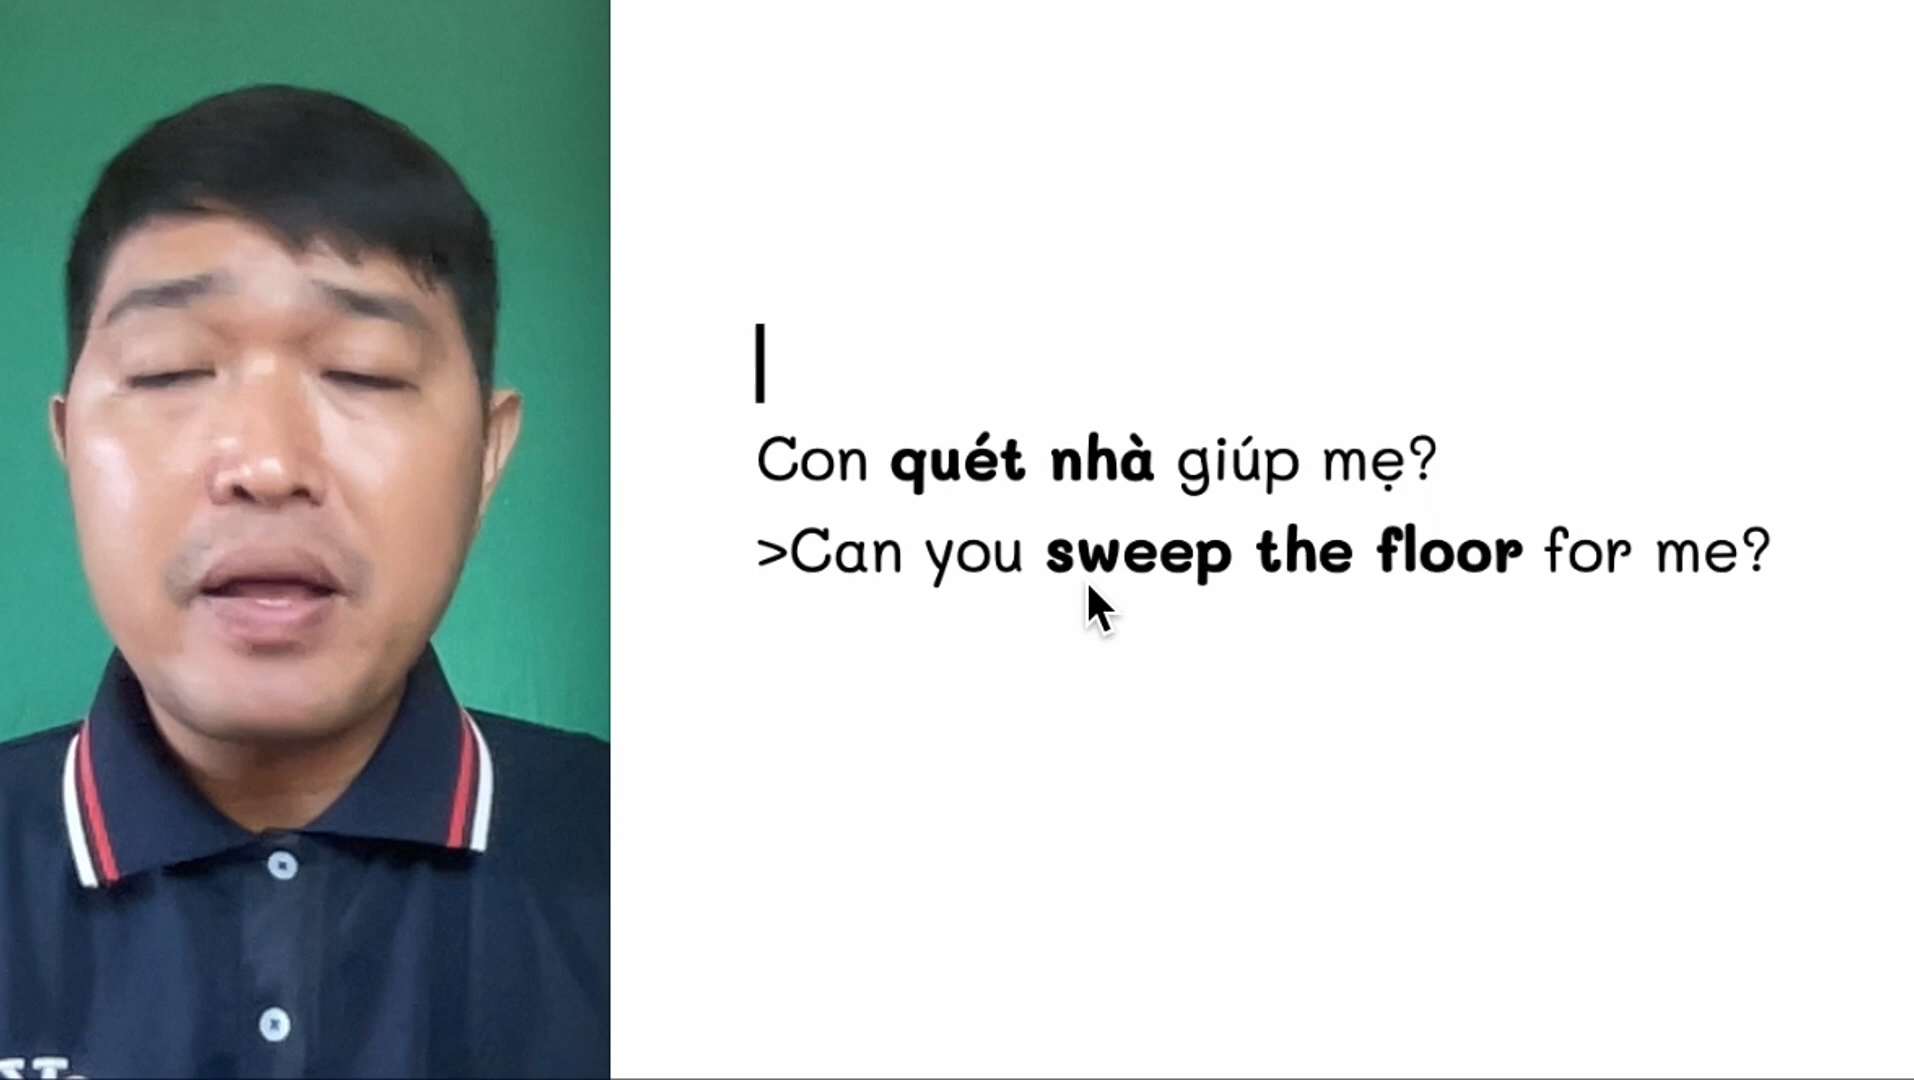 Con quét nhà giúp mẹ?
>Can you sweep the floor for me?